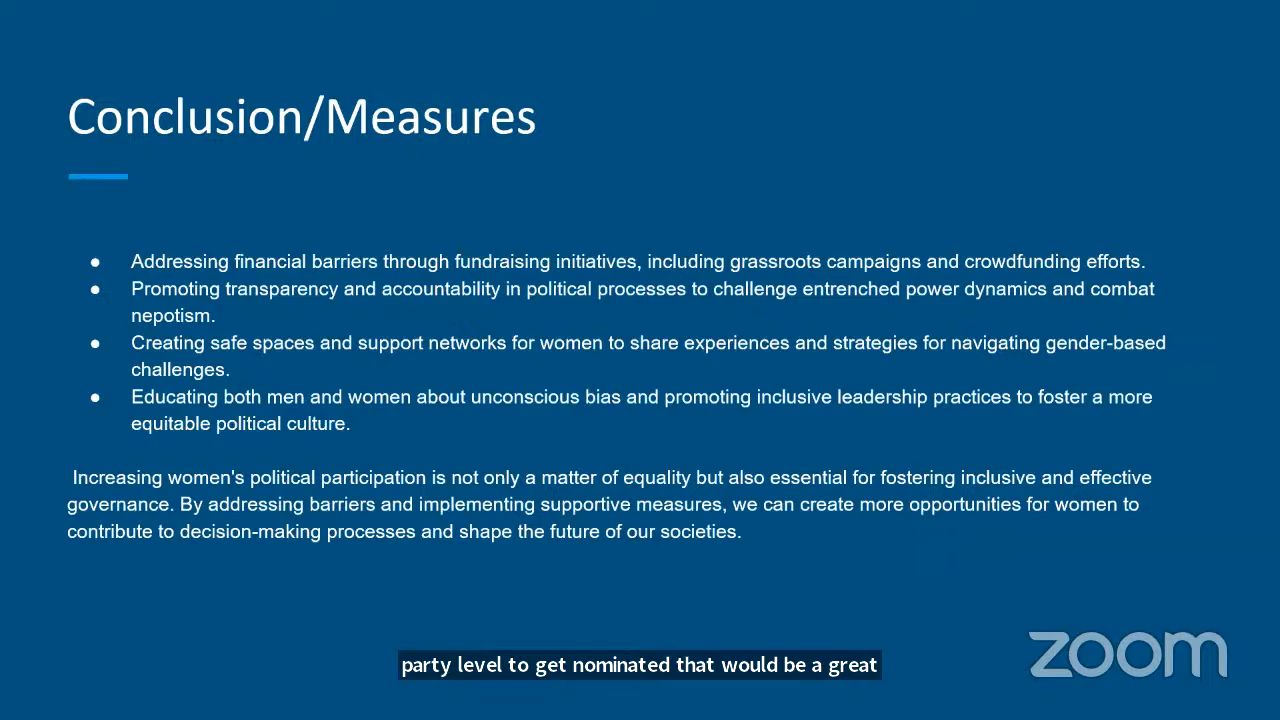 Conclusion/Measures
● Addressing financial barriers through fundraising initiatives, including grassroots campaigns and crowdfunding efforts.
● Promoting transparency and accountability in political processes to challenge entrenched power dynamics and combat
nepotism.
● Creating safe spaces and support networks for women to share experiences and strategies for navigating gender-based
challenges.
● Educating both men and women about unconscious bias and promoting inclusive leadership practices to foster a more
equitable political culture.
Increasing women's political participation is not only a matter of equality but also essential for fostering inclusive and effective
governance. By addressing barriers and implementing supportive measures, we can create more opportunities for women to
contribute to decision-making processes and shape the future of our societies.
party level to get nominated that would be a great
zoom